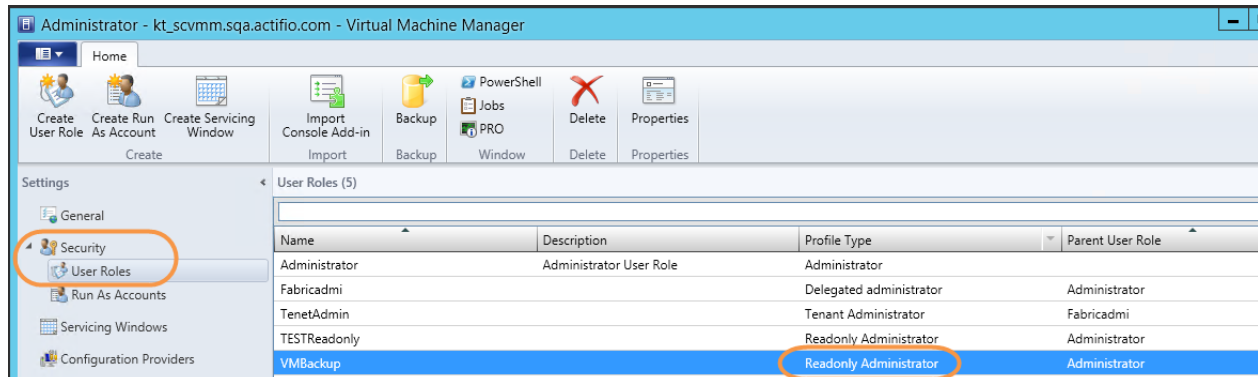 Administrator - kt_scvmm.sqa.actifio.com - Virtual Machine Manager
Home
Create User Role
Create Run As Account
Create Servicing Window
Create
Import Console Add-in
Import
Backup
Backup
PowerShell
Jobs
PRO
Window
Delete
Delete
Properties
Properties
Settings
General
Security
User Roles
Run As Accounts
Servicing Windows
Configuration Providers
User Roles (5)
Name Description Profile Type Parent User Role
Administrator Administrator User Role Administrator
Fabricadmi Delegated administrator Administrator
TenetAdmin Tenant Administrator Fabricadmi
TESTReadonly Readonly Administrator Administrator
VMBackup Readonly Administrator Administrator